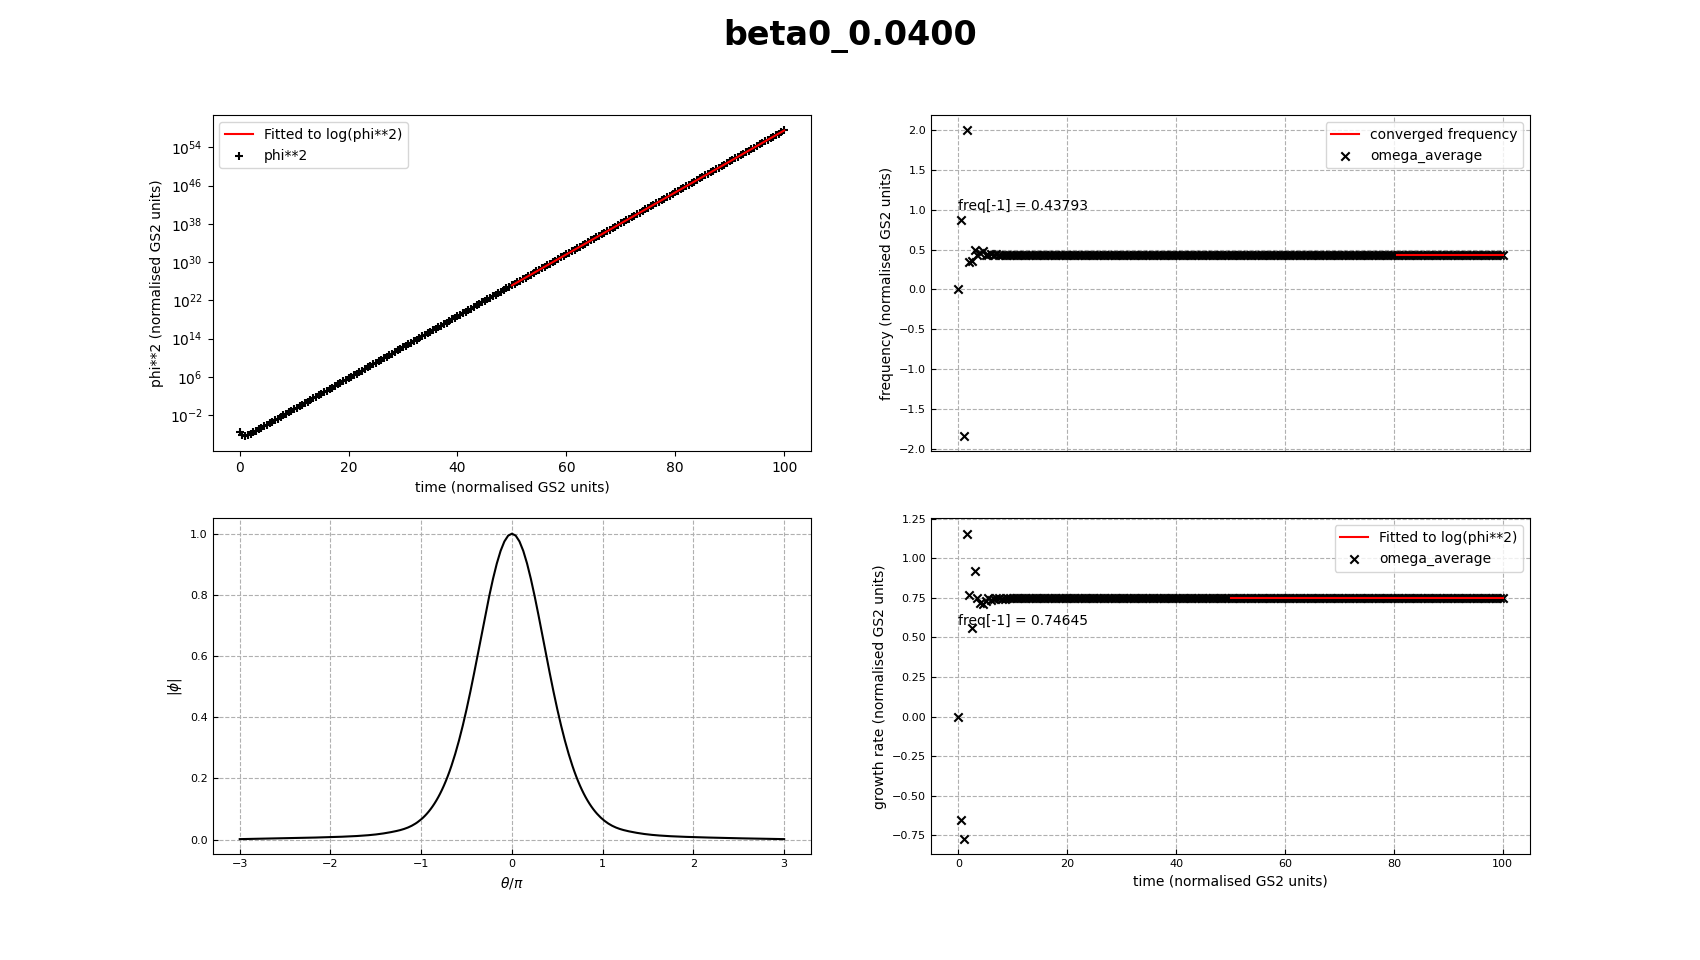 beta0_0.0400
Fitted to log(phi**2)
phi**2
10^54
10^46
10^38
10^30
10^22
10^14
10^6
10^−2
phi**2 (normalised GS2 units)
0 20 40 60 80 100
time (normalised GS2 units)
converged frequency
omega_average
freq[-1] = 0.43793
2.0
1.5
1.0
0.5
0.0
−0.5
−1.0
−1.5
−2.0
frequency (normalised GS2 units)
1.0
0.8
0.6
0.4
0.2
0.0
|ϕ|
−3 −2 −1 0 1 2 3
θ/π
Fitted to log(phi**2)
omega_average
freq[-1] = 0.74645
1.25
1.00
0.75
0.50
0.25
0.00
−0.25
−0.50
−0.75
growth rate (normalised GS2 units)
0 20 40 60 80 100
time (normalised GS2 units)